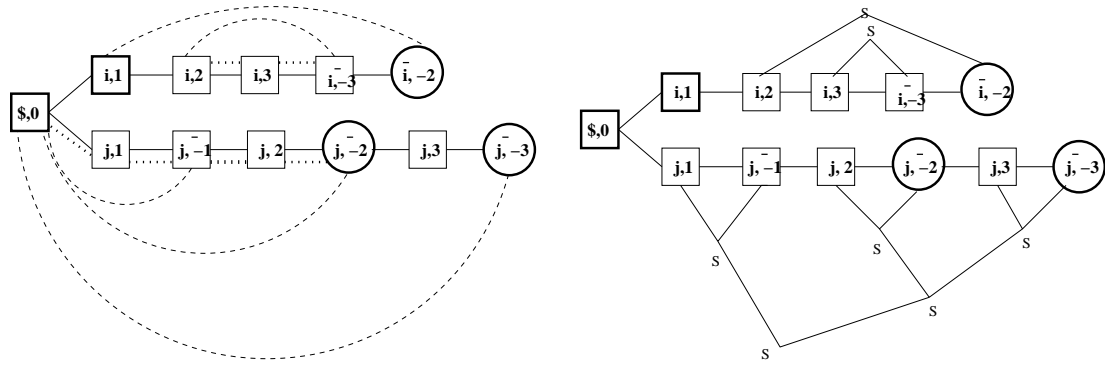 S
S
i,1 i,2 i,3 i̅,−3 i̅, −2
i,1 i,2 i,3 i̅,−3 i̅, −2
$,0
$,0
j,1 j̅, −1 j, 2 j̅, −2 j,3 j̅, −3
j,1 j̅, −1 j, 2 j̅, −2 j,3 j̅, −3
S
S
S
S
S